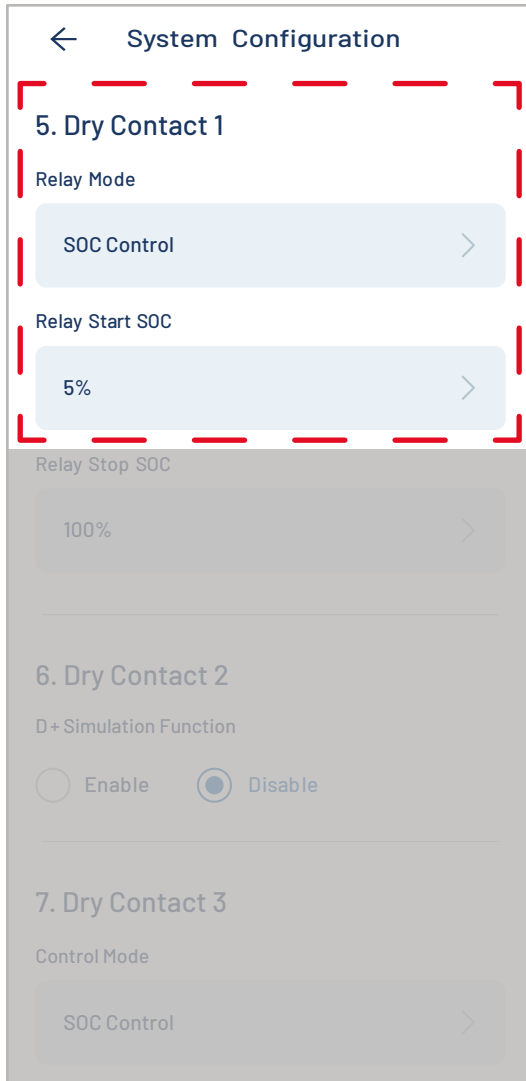 System Configuration
5. Dry Contact 1
Relay Mode
SOC Control
Relay Start SOC
5%
Relay Stop SOC
100%
6. Dry Contact 2
D+Simulation Function
Enable Disable
7. Dry Contact 3
Control Mode
SOC Control